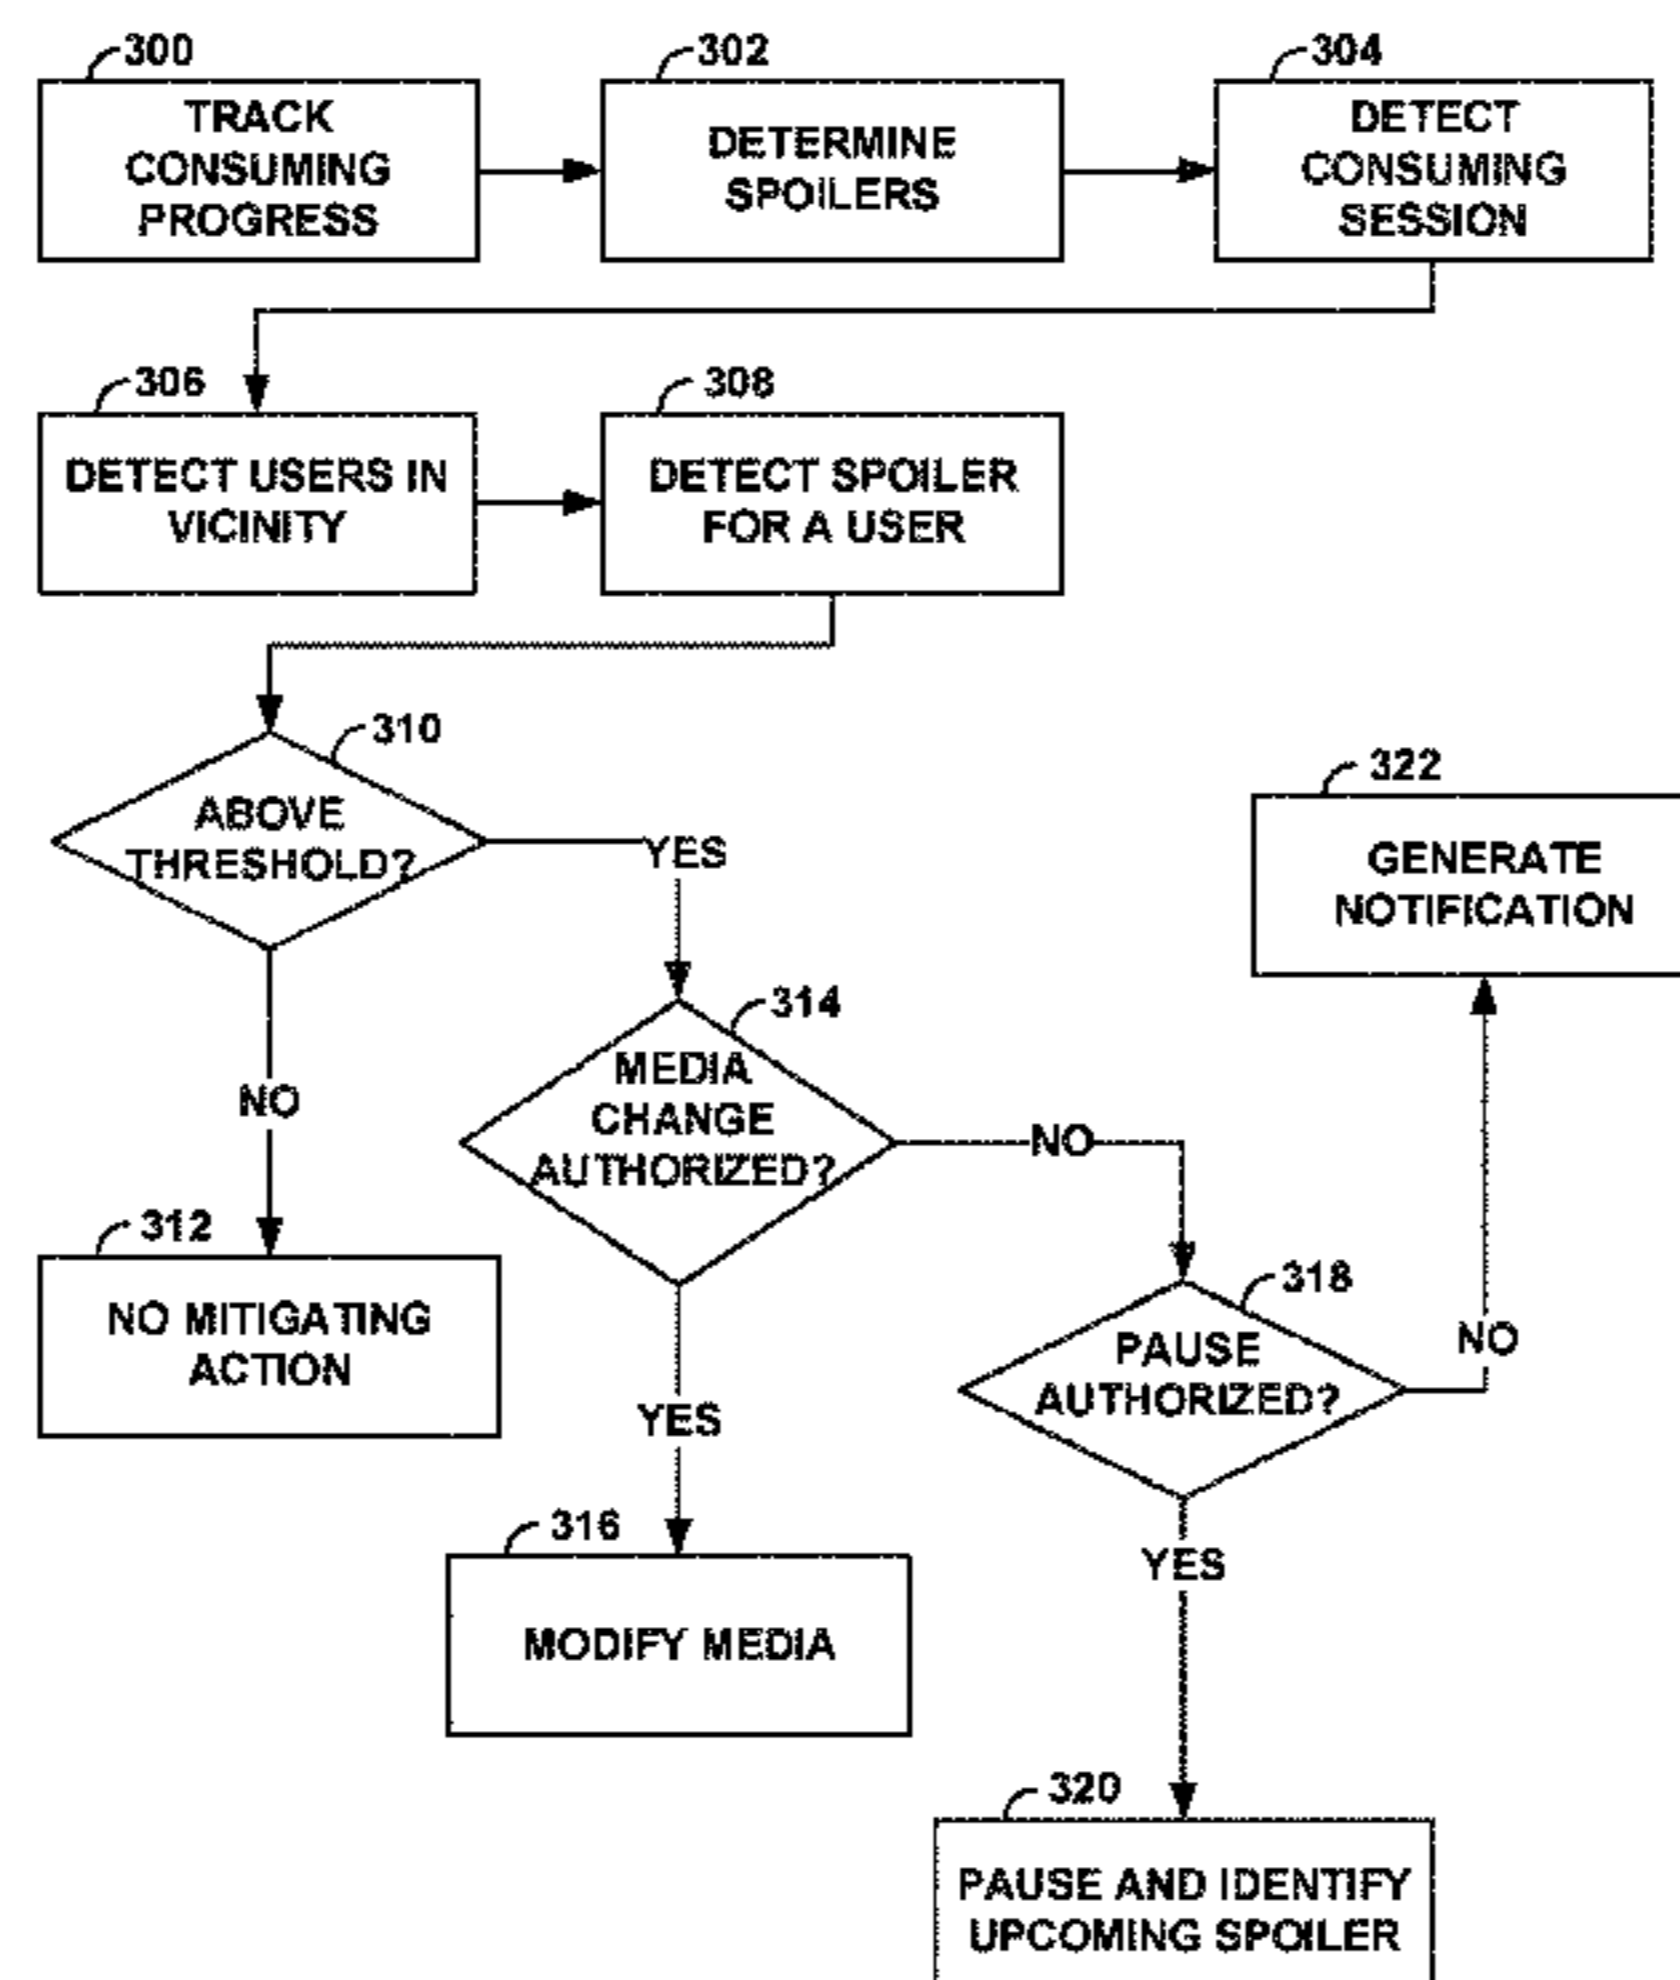 300
TRACK
CONSUMING
PROGRESS
302
DETERMINE
SPOILERS
304
DETECT
CONSUMING
SESSION
306
DETECT USERS IN
VICINITY
308
DETECT SPOILER
FOR A USER
310
ABOVE
THRESHOLD?
YES
NO
312
NO MITIGATING
ACTION
314
MEDIA
CHANGE
AUTHORIZED?
NO
YES
316
MODIFY MEDIA
318
PAUSE
AUTHORIZED?
NO
YES
320
PAUSE AND IDENTIFY
UPCOMING SPOILER
322
GENERATE
NOTIFICATION